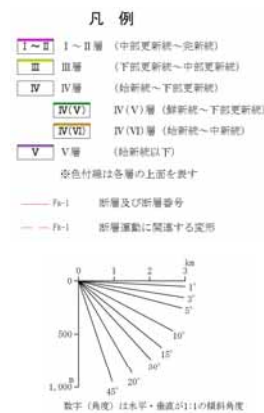 凡 例
Ⅰ～Ⅱ Ⅰ～Ⅱ層 (中部更新統～完新統)
Ⅲ Ⅲ層 (下部更新統～中部更新統)
Ⅳ Ⅳ層 (始新統～下部更新統)
Ⅳ(Ⅴ) Ⅳ(Ⅴ)層 (鮮新統～下部更新統)
Ⅳ(Ⅵ) Ⅳ(Ⅵ)層 (始新統～中新統)
Ⅴ Ⅴ層 (始新統以下)
※色付線は各層の上面を表す
Fa-1 断層及び断層番号
Fa-1 断層運動に関連する変形
km
0 1 2 3
0
1°
3°
5°
10°
15°
30°
20°
45°
500
m
1,000
数字(角度)は水平・垂直が1:1の傾斜角度